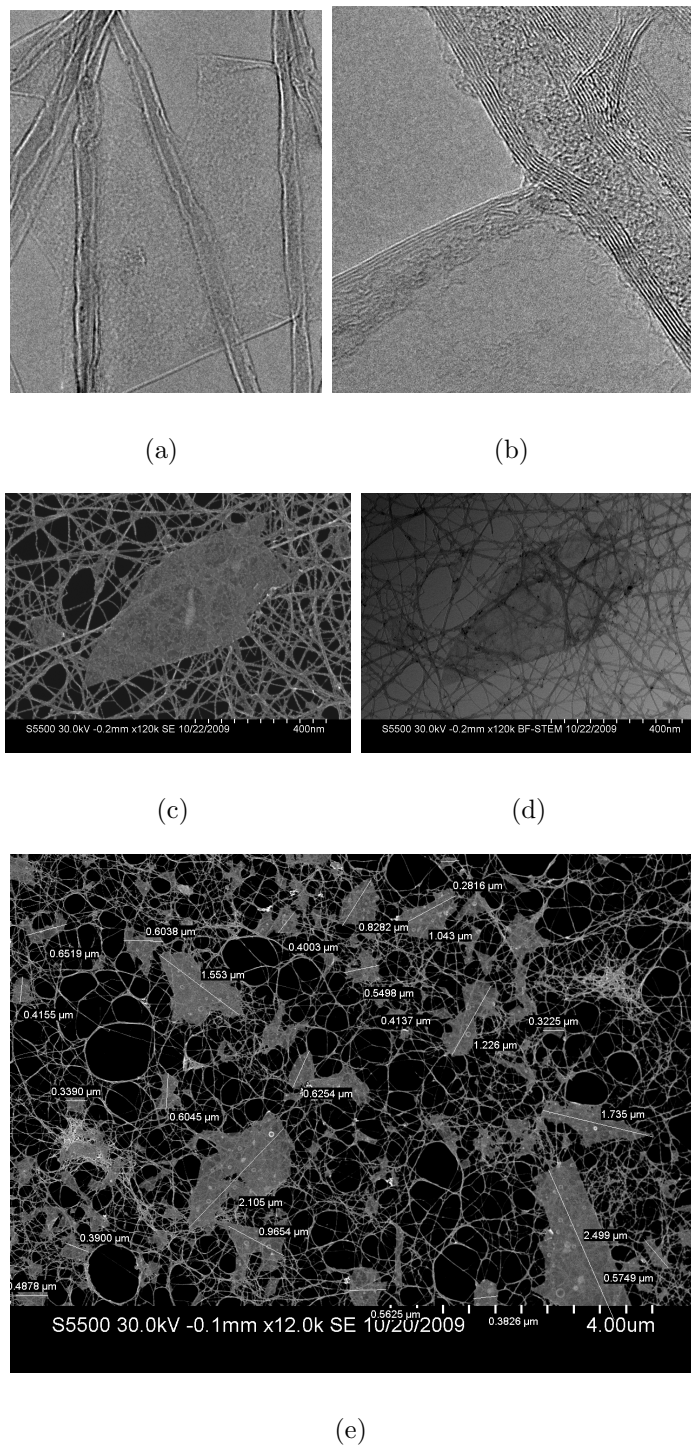 (a)
(b)
S5500 30.0kV -0.2mm x120k SE 10/22/2009 400nm
S5500 30.0kV -0.2mm x120k BF-STEM 10/22/2009 400nm
(c)
(d)
0.2816 µm
0.8282 µm
0.6038 µm
1.043 µm
0.4003 µm
0.6519 µm
1.553 µm
0.5498 µm
0.4155 µm
0.4137 µm
0.3225 µm
1.226 µm
0.3390 µm
0.6254 µm
0.6045 µm
1.735 µm
2.105 µm
0.9654 µm
2.499 µm
0.3900 µm
0.5749 µm
0.4878 µm
0.5625 µm
0.3826 µm
S5500 30.0kV -0.1mm x12.0k SE 10/20/2009 4.00um
(e)